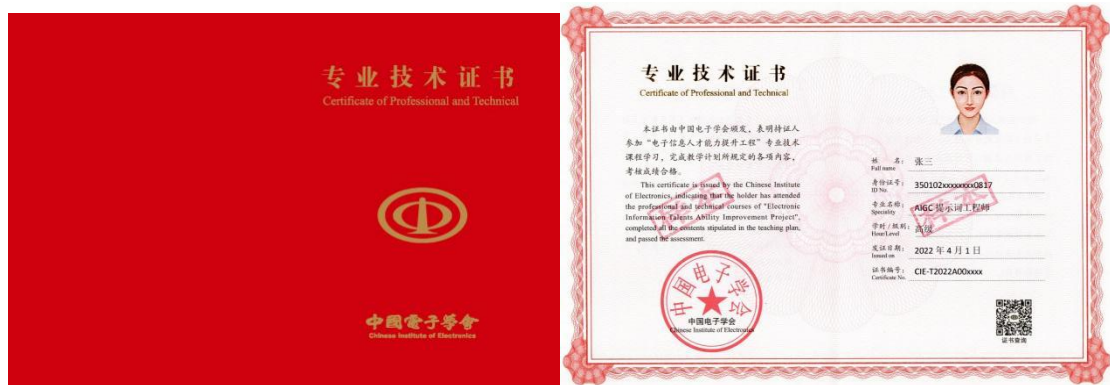 专业技术证书
Certificate of Professional and Technical
中國電子學會
Chinese Institute of Electronics
专业技术证书
Certificate of Professional and Technical
本证书由中国电子学会颁发，表明持证人
参加“电子信息人才能力提升工程”专业技术
课程学习，完成教学计划所规定的各项内容，
考核成绩合格。
This certificate is issued by the Chinese Institute
of Electronics, indicating that the holder has attended
the professional and technical courses of "Electronic
Information Talents Ability Improvement Project",
completed all the contents stipulated in the teaching plan,
and passed the assessment.
中国电子学会
中国电子学会
Chinese Institute of Electronics
姓 名： 张三
Full name
身份证号： 350102xxxxxxxx0817
ID No.
专业名称： AIGC 提示词工程师
Speciality
学时/级别： 高级
Hour/Level
发证日期： 2022 年 4 月 1 日
Issued on
证书编号： CIE-T2022A00xxxx
Certificate No.
证书查询